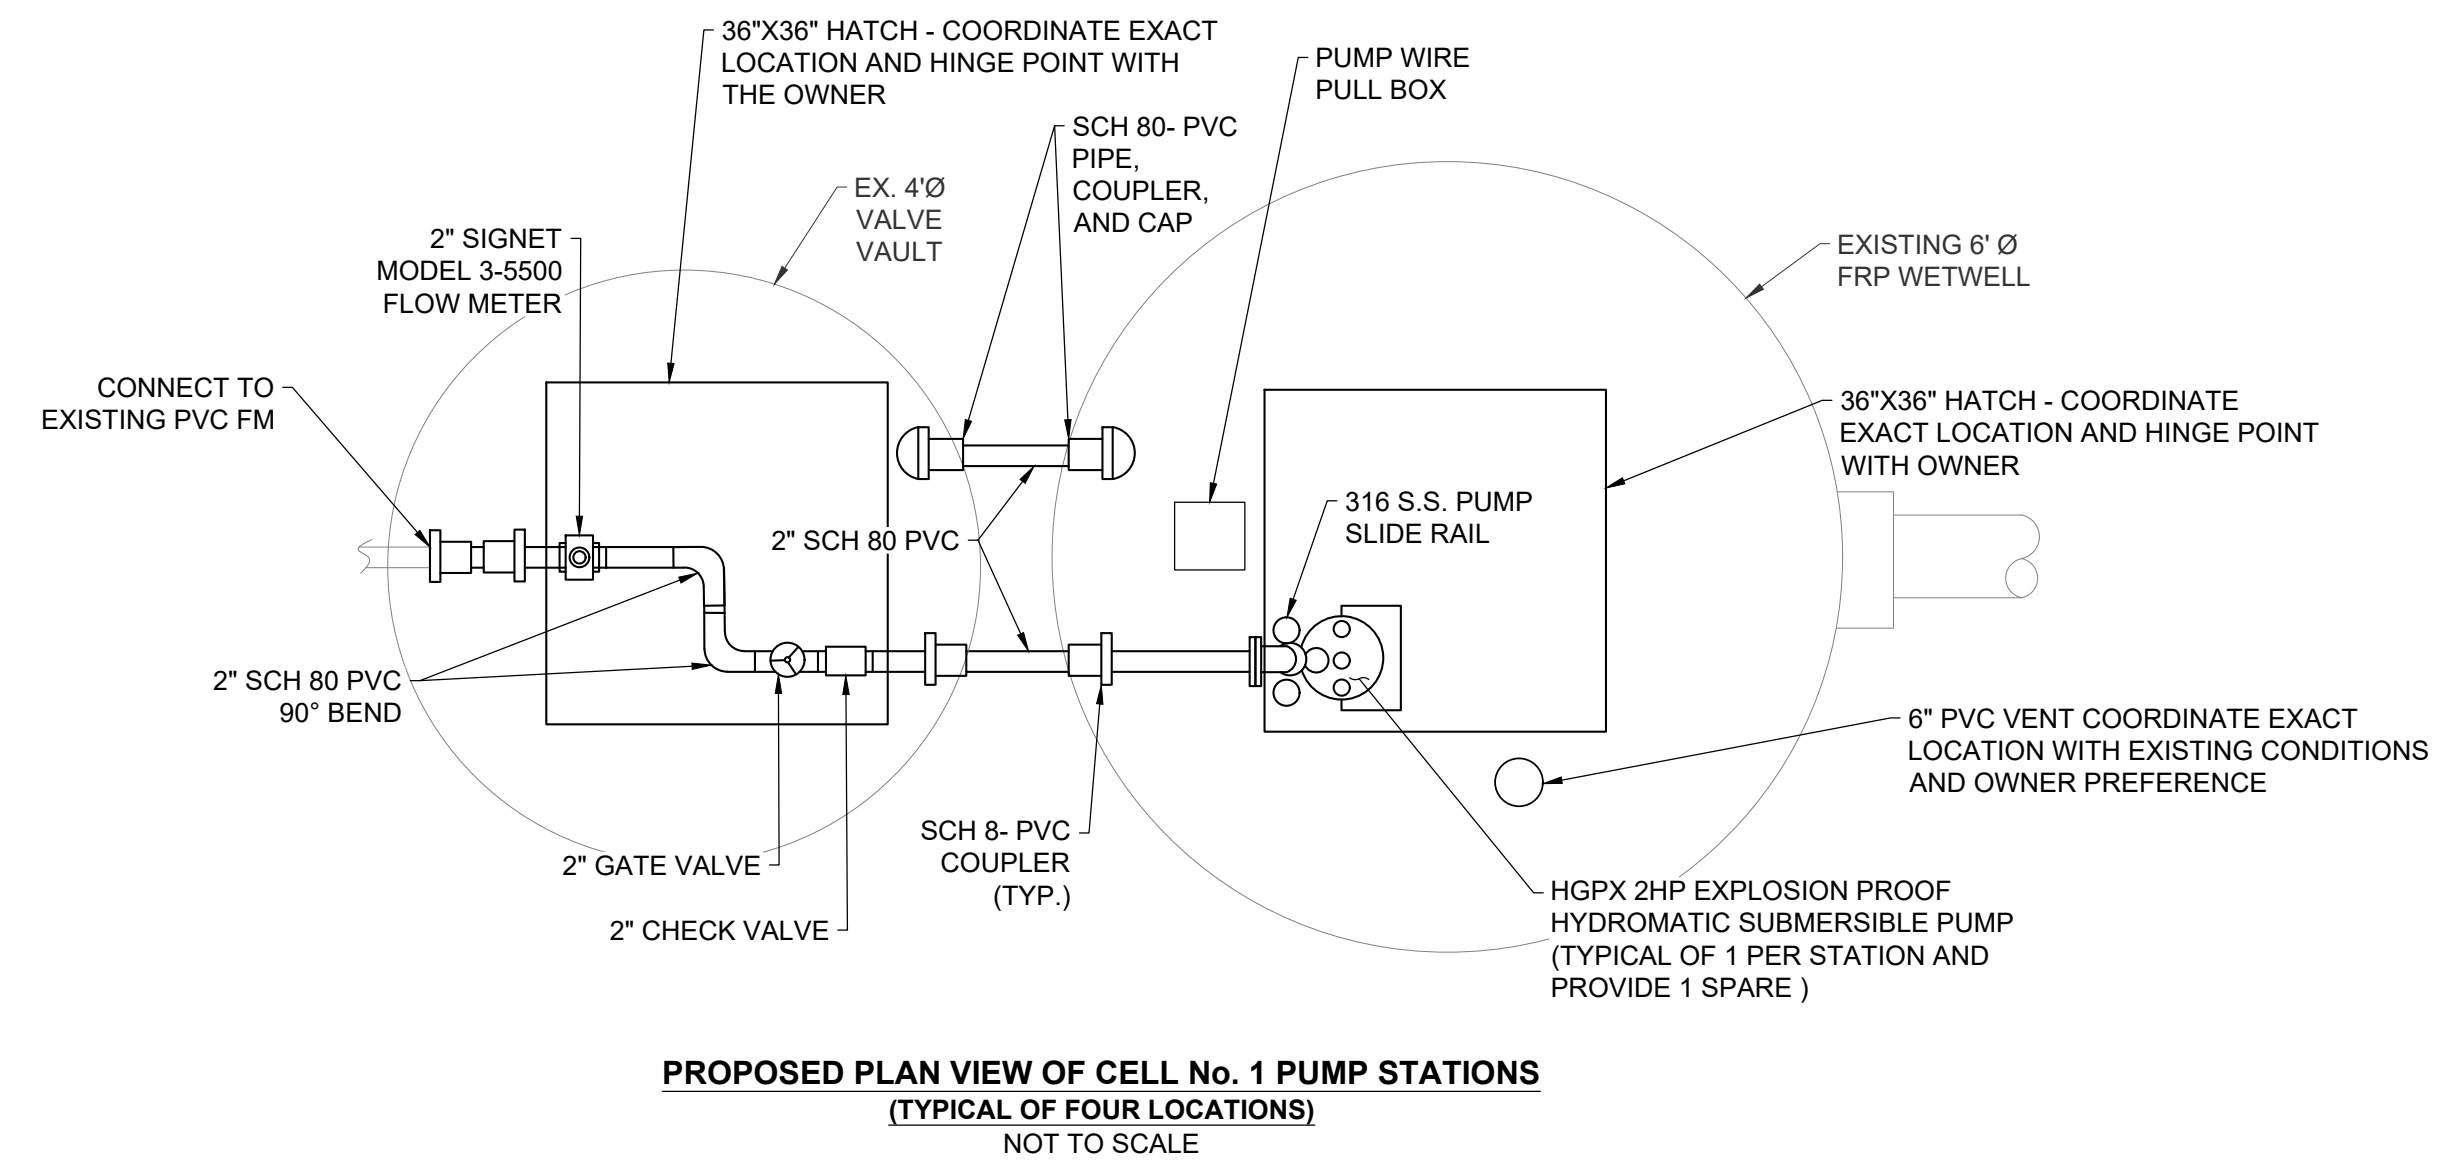 36"X36" HATCH - COORDINATE EXACT
LOCATION AND HINGE POINT WITH
THE OWNER
PUMP WIRE
PULL BOX
SCH 80- PVC
PIPE,
COUPLER,
AND CAP
EX. 4'Ø
VALVE
VAULT
2" SIGNET
MODEL 3-5500
FLOW METER
EXISTING 6' Ø
FRP WETWELL
CONNECT TO
EXISTING PVC FM
36"X36" HATCH - COORDINATE
EXACT LOCATION AND HINGE POINT
WITH OWNER
316 S.S. PUMP
SLIDE RAIL
2" SCH 80 PVC
2" SCH 80 PVC
90° BEND
6" PVC VENT COORDINATE EXACT
LOCATION WITH EXISTING CONDITIONS
AND OWNER PREFERENCE
SCH 8- PVC
COUPLER
(TYP.)
2" GATE VALVE
2" CHECK VALVE
HGPX 2HP EXPLOSION PROOF
HYDROMATIC SUBMERSIBLE PUMP
(TYPICAL OF 1 PER STATION AND
PROVIDE 1 SPARE )
PROPOSED PLAN VIEW OF CELL No. 1 PUMP STATIONS
(TYPICAL OF FOUR LOCATIONS)
NOT TO SCALE